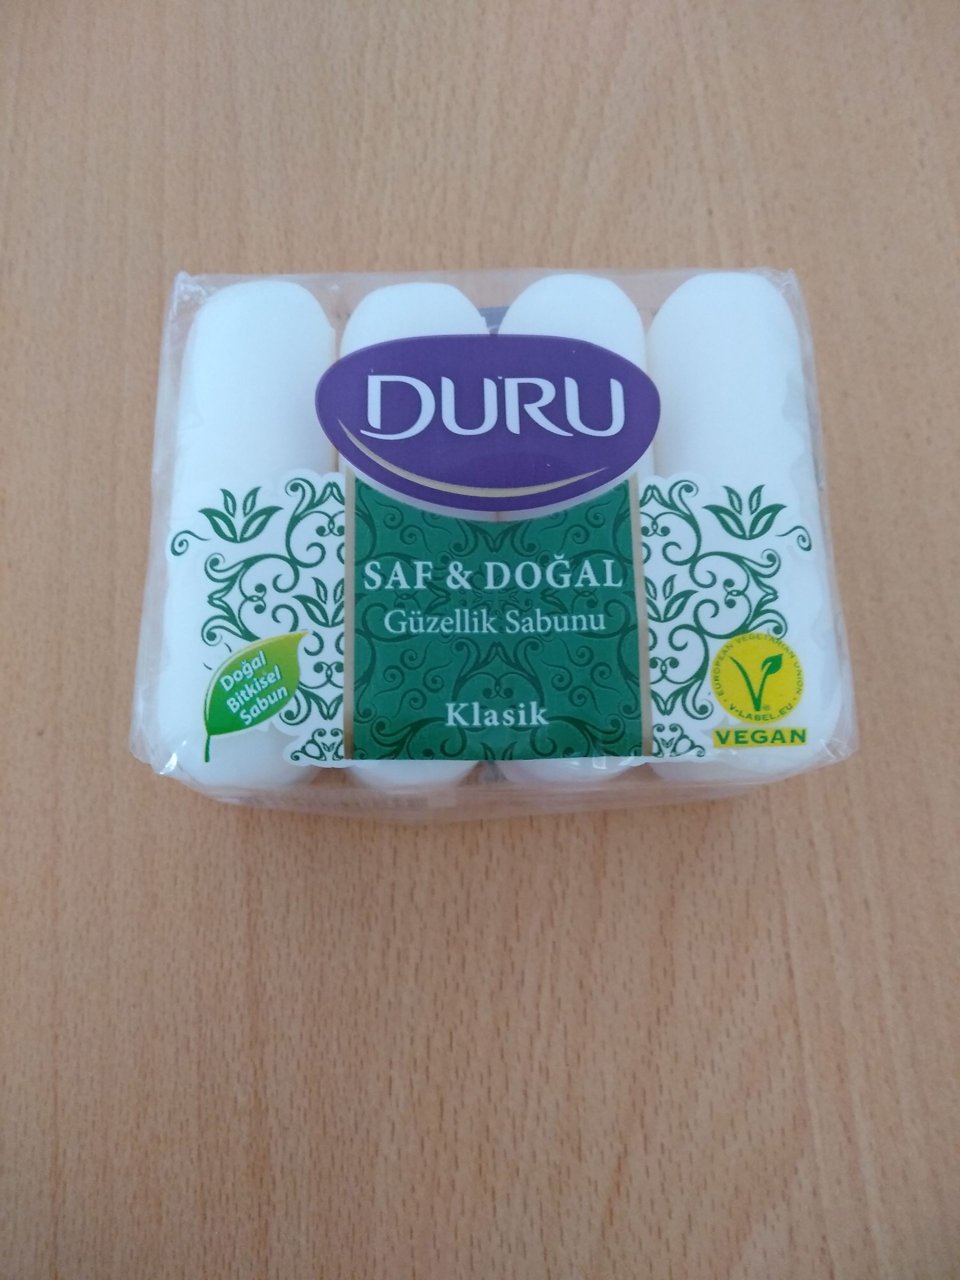 DURU
SAF & DOĞAL
Güzellik Sabunu
Klasik
Doğal
Bitkisel
Sabun
EUROPEAN VEGETARIAN UNION
V-LABEL.EU
VEGAN